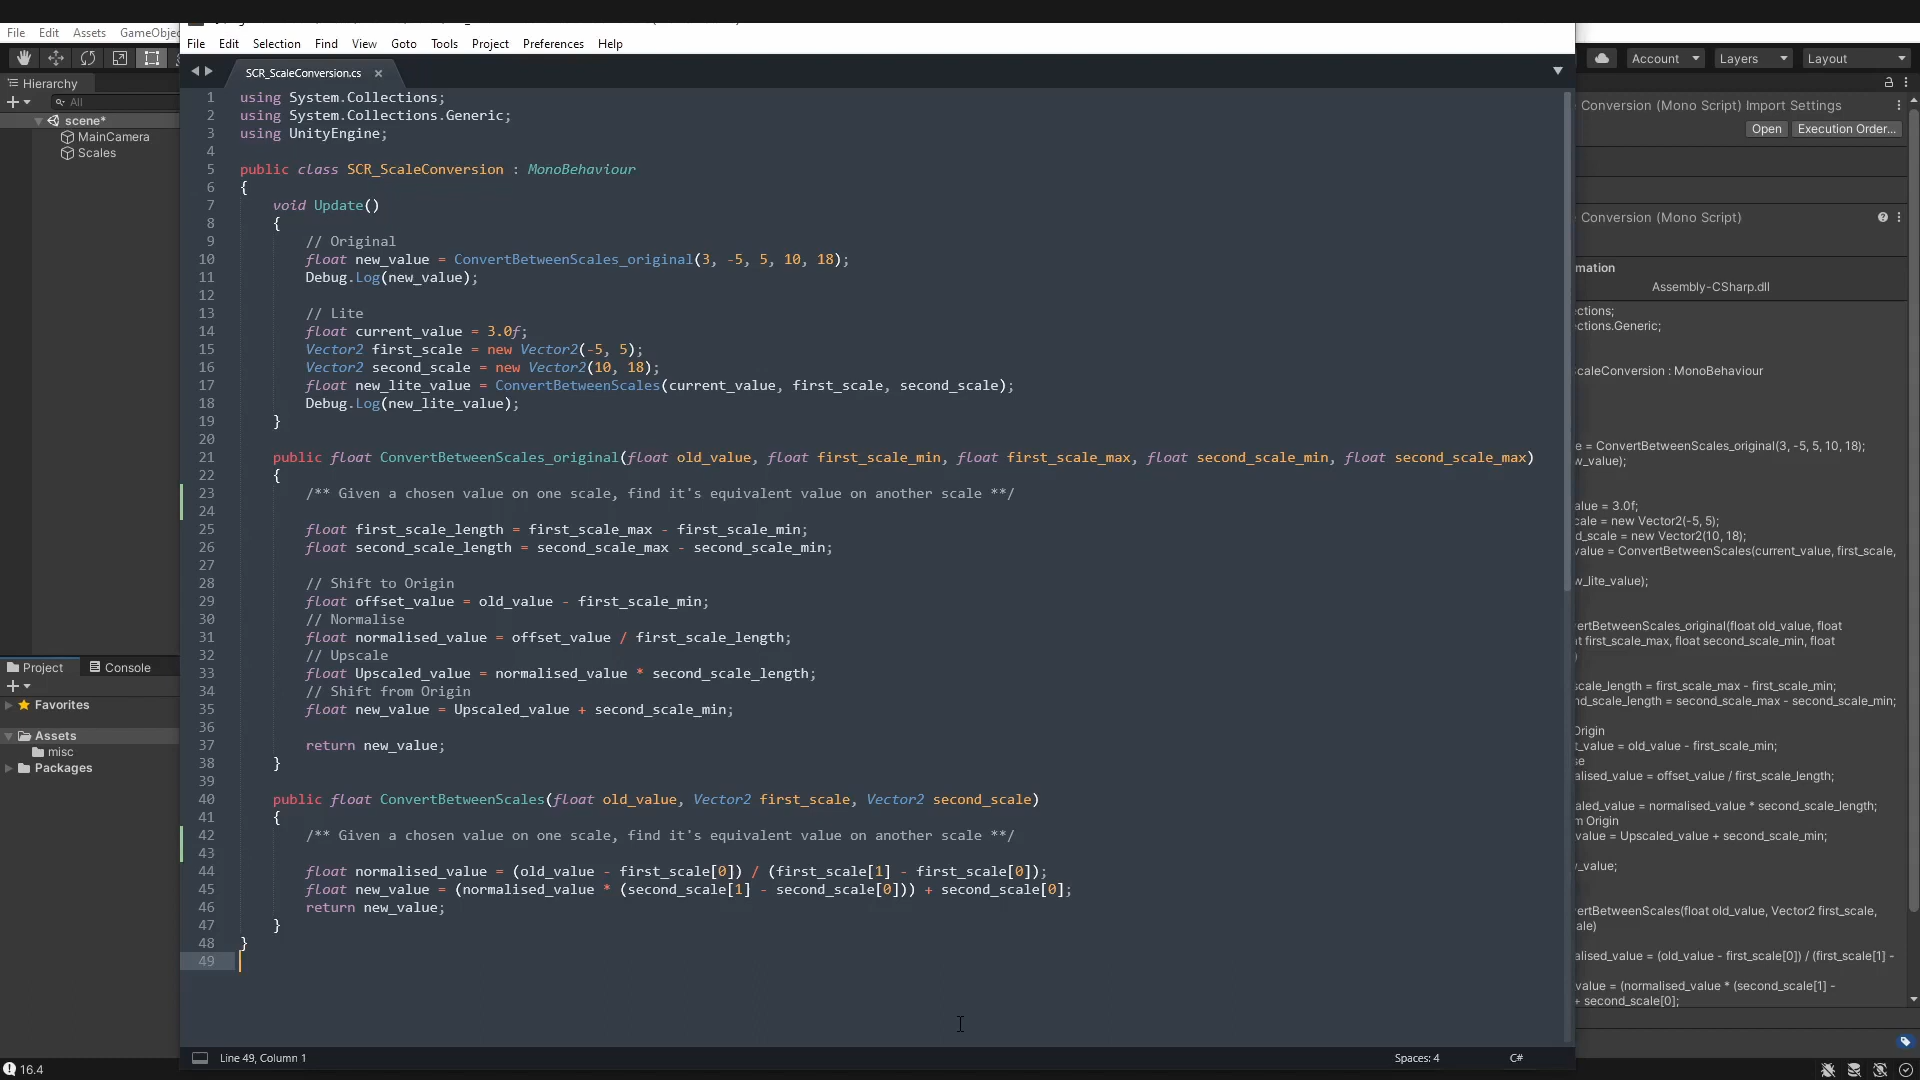 File Edit Assets
File Edit Selection Find View Goto Tools Project Preferences Help
Account Layers Layout
Hierarchy
All
scene*
MainCamera
Scales
Project Console
Favorites
Assets
misc
Packages
16.4
SCR_ScaleConversion.cs
1 using System.Collections;
2 using System.Collections.Generic;
3 using UnityEngine;
4
5 public class SCR_ScaleConversion : MonoBehaviour
6 {
7 void Update()
8 {
9 // Original
10 float new_value = ConvertBetweenScales_original(3, -5, 5, 10, 18);
11 Debug.Log(new_value);
12
13 // Lite
14 float current_value = 3.0f;
15 Vector2 first_scale = new Vector2(-5, 5);
16 Vector2 second_scale = new Vector2(10, 18);
17 float new_lite_value = ConvertBetweenScales(current_value, first_scale, second_scale);
18 Debug.Log(new_lite_value);
19 }
20
21 public float ConvertBetweenScales_original(float old_value, float first_scale_min, float first_scale_max, float second_scale_min, float second_scale_max)
22 {
23 /** Given a chosen value on one scale, find it's equivalent value on another scale **/
24
25 float first_scale_length = first_scale_max - first_scale_min;
26 float second_scale_length = second_scale_max - second_scale_min;
27
28 // Shift to Origin
29 float offset_value = old_value - first_scale_min;
30 // Normalise
31 float normalised_value = offset_value / first_scale_length;
32 // Upscale
33 float Upscaled_value = normalised_value * second_scale_length;
34 // Shift from Origin
35 float new_value = Upscaled_value + second_scale_min;
36
37 return new_value;
38 }
39
40 public float ConvertBetweenScales(float old_value, Vector2 first_scale, Vector2 second_scale)
41 {
42 /** Given a chosen value on one scale, find it's equivalent value on another scale **/
43
44 float normalised_value = (old_value - first_scale[0]) / (first_scale[1] - first_scale[0]);
45 float new_value = (normalised_value * (second_scale[1] - second_scale[0])) + second_scale[0];
46 return new_value;
47 }
48 }
49
Line 49, Column 1 Spaces: 4 C#
Conversion (Mono Script) Import Settings
Open Execution Order...
Conversion (Mono Script)
mation
Assembly-CSharp.dll
ctions;
ctions.Generic;
caleConversion : MonoBehaviour
e = ConvertBetweenScales_original(3, -5, 5, 10, 18);
w_value);
alue = 3.0f;
cale = new Vector2(-5, 5);
d_scale = new Vector2(10, 18);
value = ConvertBetweenScales(current_value, first_scale,
w_lite_value);
vertBetweenScales_original(float old_value, float
t first_scale_max, float second_scale_min, float
)
scale_length = first_scale_max - first_scale_min;
nd_scale_length = second_scale_max - second_scale_min;
Origin
t_value = old_value - first_scale_min;
se
alised_value = offset_value / first_scale_length;
aled_value = normalised_value * second_scale_length;
m Origin
value = Upscaled_value + second_scale_min;
w_value;
vertBetweenScales(float old_value, Vector2 first_scale,
ale)
alised_value = (old_value - first_scale[0]) / (first_scale[1] -
value = (normalised_value * (second_scale[1] -
+ second_scale[0];